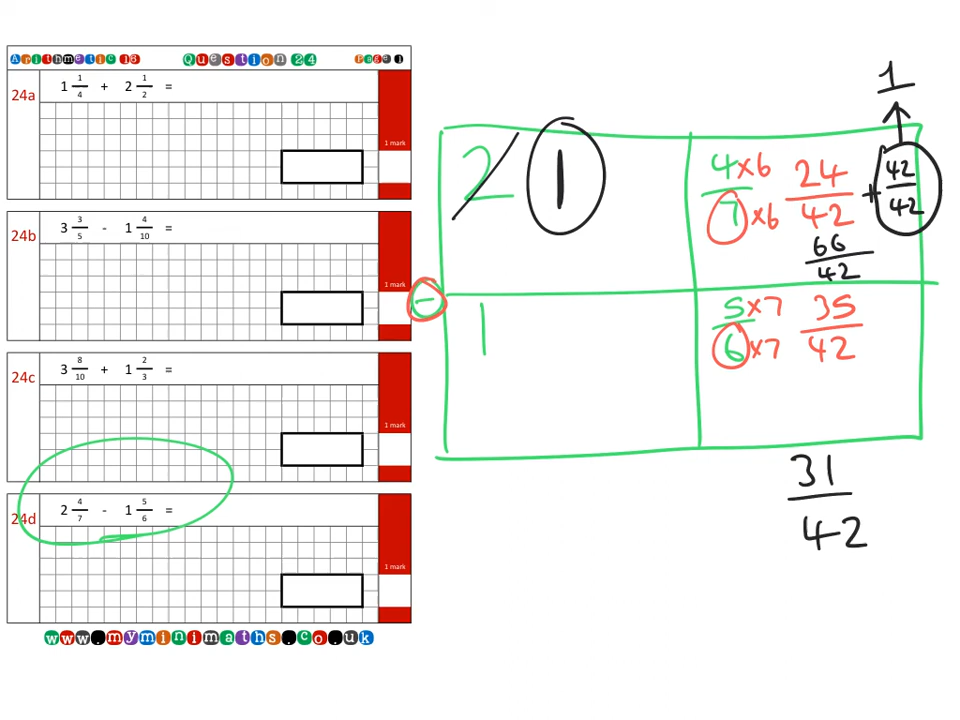 Arithmetic 18 Question 24 Page 1
24a 1 1/4 + 2 1/2 =
1 mark
24b 3 3/5 - 1 4/10 =
1 mark
24c 3 8/10 + 1 2/3 =
1 mark
24d 2 4/7 - 1 5/6 =
1 mark
www.myminimaths.co.uk
1
2 1 4/7 ×6 ×6 24/42 + 42/42
66/42
-
1 5/6 ×7 ×7 35/42
31/42